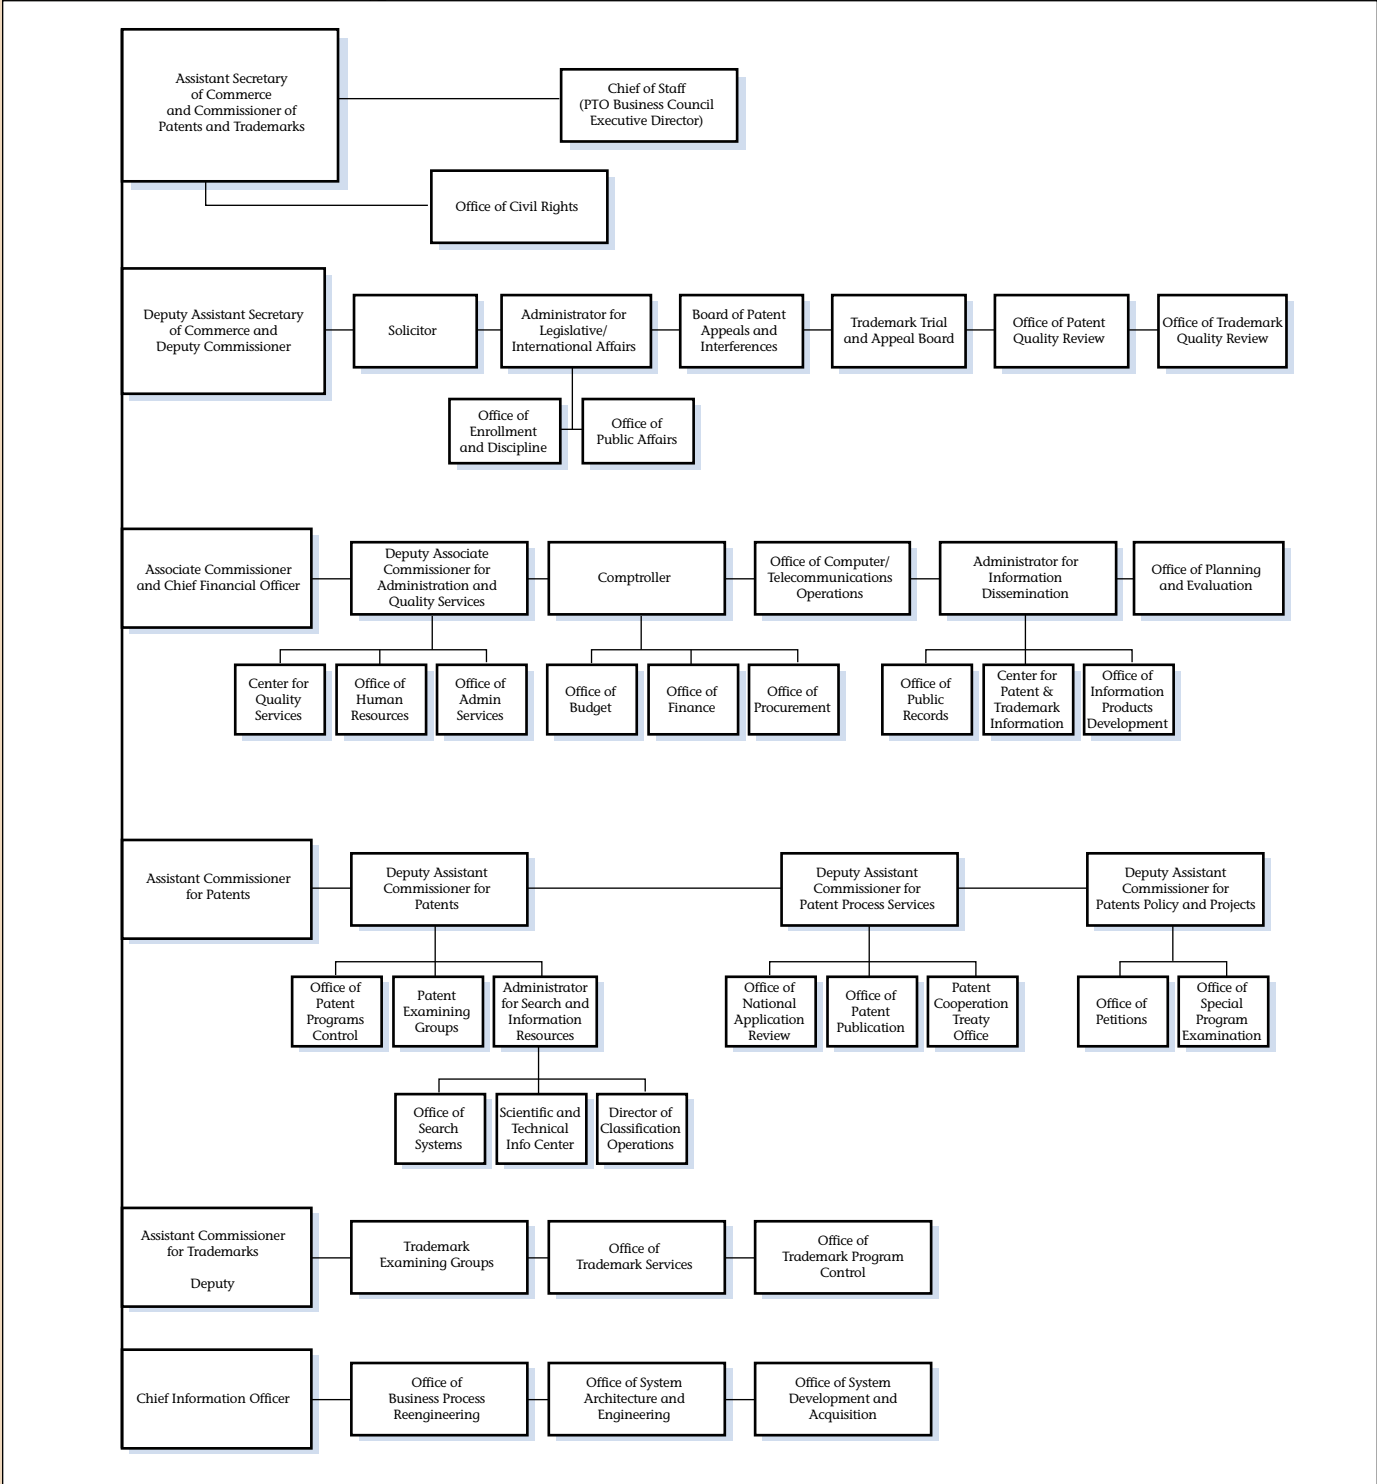 Assistant Secretary
of Commerce
and Commissioner of
Patents and Trademarks
Chief of Staff
(PTO Business Council
Executive Director)
Office of Civil Rights
Deputy Assistant Secretary
of Commerce and
Deputy Commissioner
Solicitor
Administrator for
Legislative/
International Affairs
Board of Patent
Appeals and
Interferences
Trademark Trial
and Appeal Board
Office of Patent
Quality Review
Office of Trademark
Quality Review
Office of
Enrollment
and Discipline
Office of
Public Affairs
Associate Commissioner
and Chief Financial Officer
Deputy Associate
Commissioner for
Administration and
Quality Services
Comptroller
Office of Computer/
Telecommunications
Operations
Administrator for
Information
Dissemination
Office of Planning
and Evaluation
Center for
Quality
Services
Office of
Human
Resources
Office of
Admin
Services
Office of
Budget
Office of
Finance
Office of
Procurement
Office of
Public
Records
Center for
Patent &
Trademark
Information
Office of
Information
Products
Development
Assistant Commissioner
for Patents
Deputy Assistant
Commissioner for
Patents
Deputy Assistant
Commissioner for
Patent Process Services
Deputy Assistant
Commissioner for
Patents Policy and Projects
Office of
Patent
Programs
Control
Patent
Examining
Groups
Administrator
for Search and
Information
Resources
Office of
National
Application
Review
Office of
Patent
Publication
Patent
Cooperation
Treaty
Office
Office of
Petitions
Office of
Special
Program
Examination
Office of
Search
Systems
Scientific and
Technical
Info Center
Director of
Classification
Operations
Assistant Commissioner
for Trademarks
Deputy
Trademark
Examining Groups
Office of
Trademark Services
Office of
Trademark Program
Control
Chief Information Officer
Office of
Business Process
Reengineering
Office of System
Architecture and
Engineering
Office of System
Development and
Acquisition